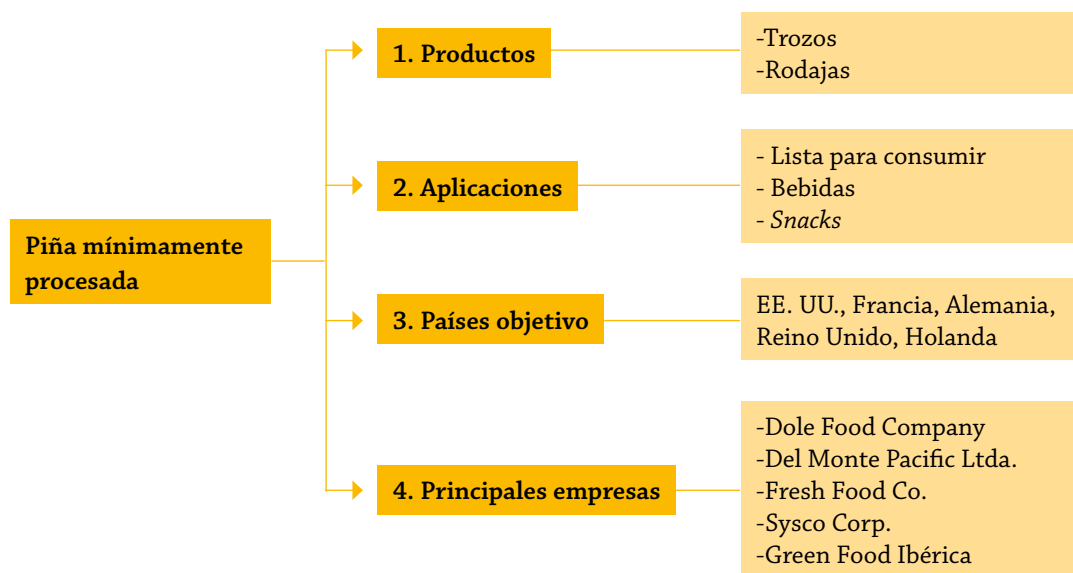 Piña mínimamente
procesada
1. Productos
-Trozos
-Rodajas
2. Aplicaciones
- Lista para consumir
- Bebidas
- Snacks
3. Países objetivo
EE. UU., Francia, Alemania,
Reino Unido, Holanda
4. Principales empresas
-Dole Food Company
-Del Monte Pacific Ltda.
-Fresh Food Co.
-Sysco Corp.
-Green Food Ibérica